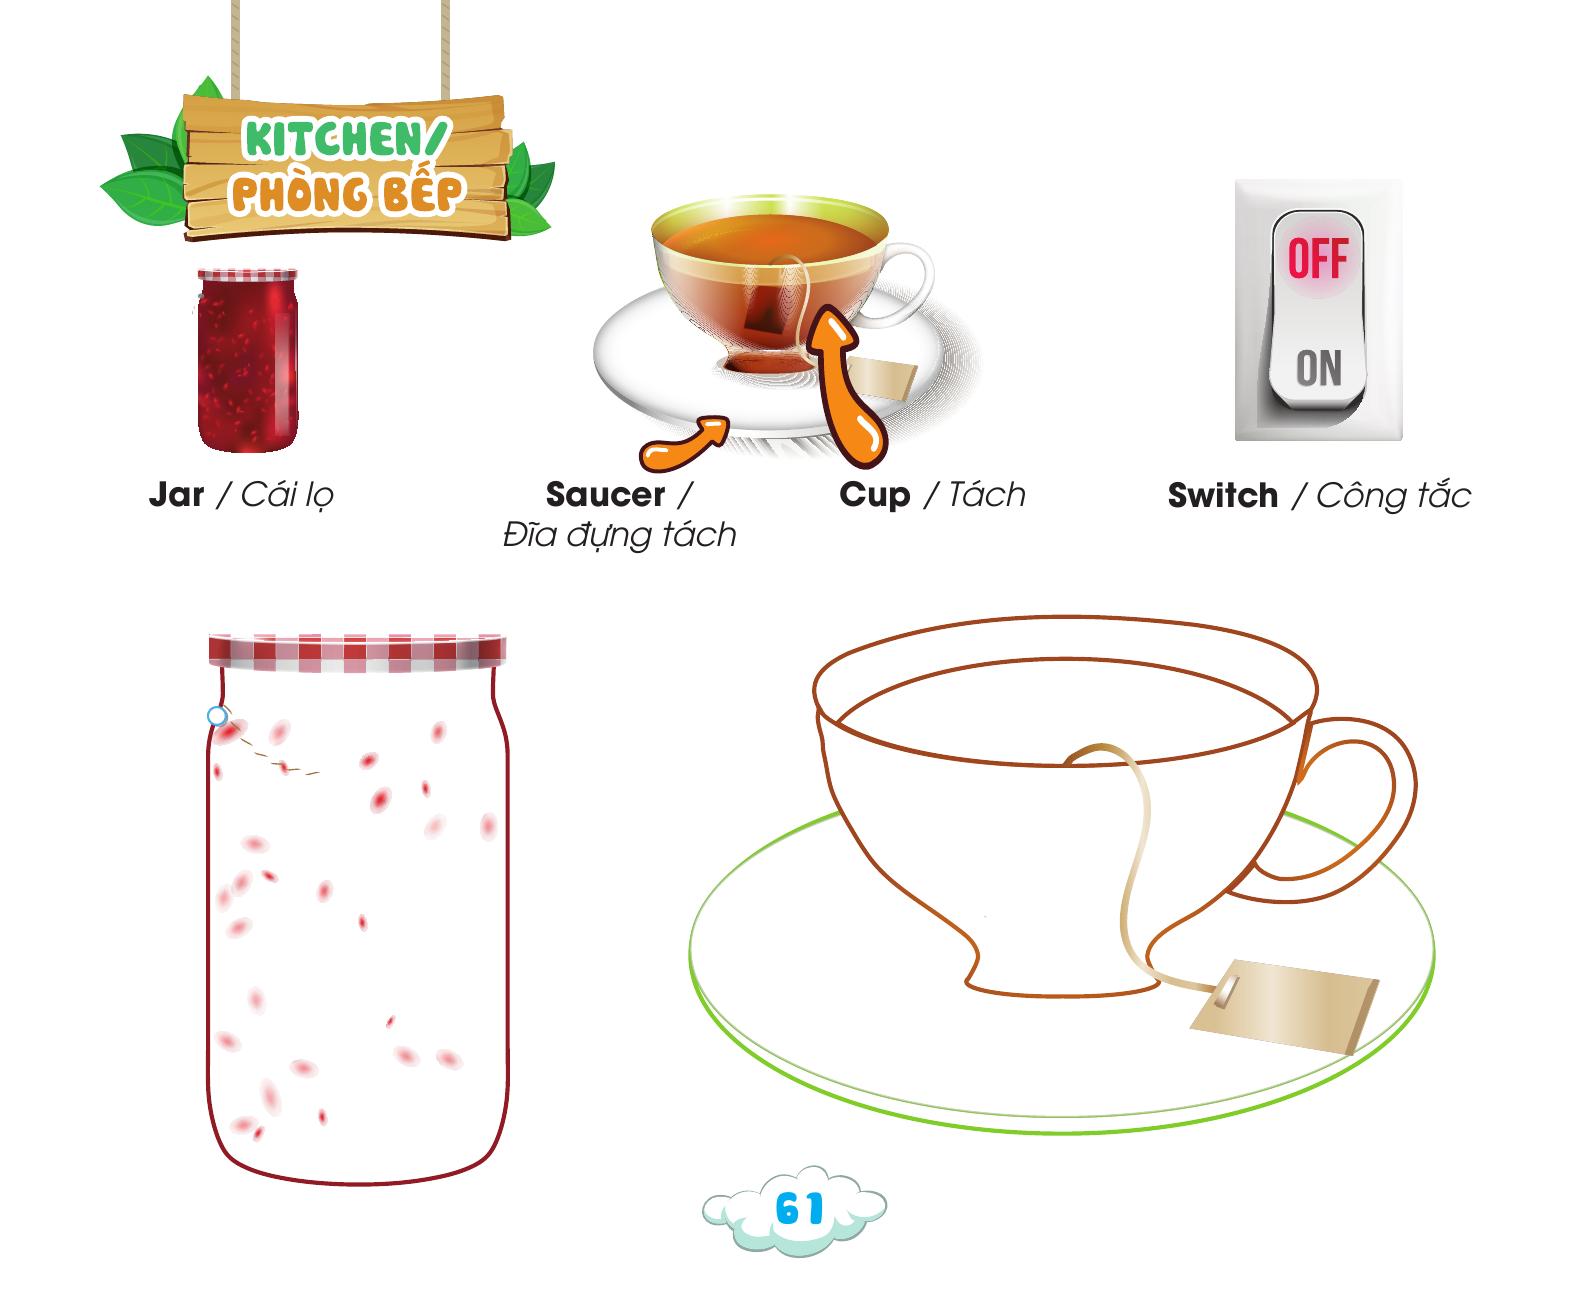 KITCHEN/
PHÒNG BẾP
OFF
ON
Jar / Cái lọ
Saucer /
Đĩa đựng tách
Cup / Tách
Switch / Công tắc
61